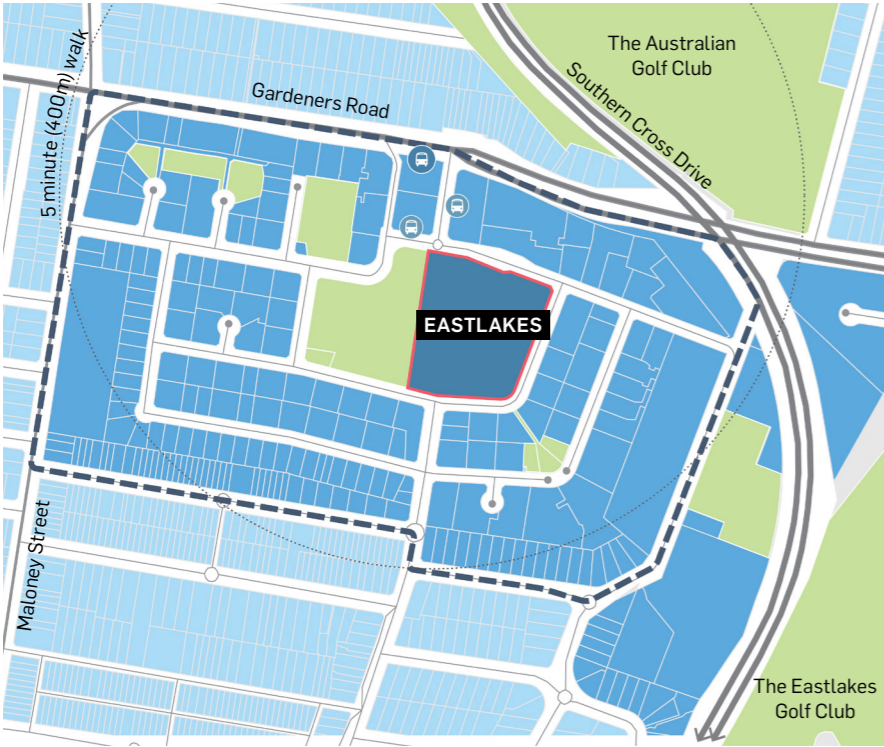 The Australian
Golf Club
Southern Cross Drive
5 minute (400m) walk
Gardeners Road
EASTLAKES
Maloney Street
The Eastlakes
Golf Club